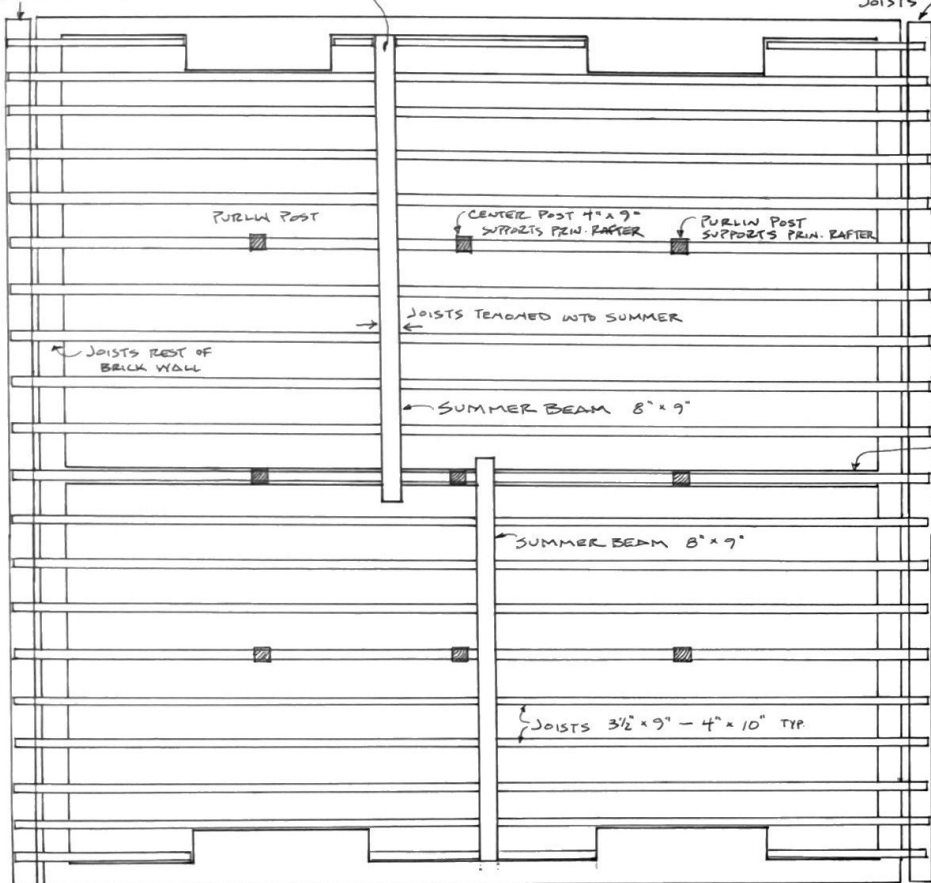 JOISTS
PURLIN POST
CENTER POST 4" x 9"
SUPPORTS PRIN. RAFTER
PURLIN POST
SUPPORTS PRIN. RAFTER
JOISTS TENONED INTO SUMMER
JOISTS REST OF
BRICK WALL
SUMMER BEAM 8" x 9"
SUMMER BEAM 8" x 9"
JOISTS 3½" x 9" — 4" x 10" TYP.